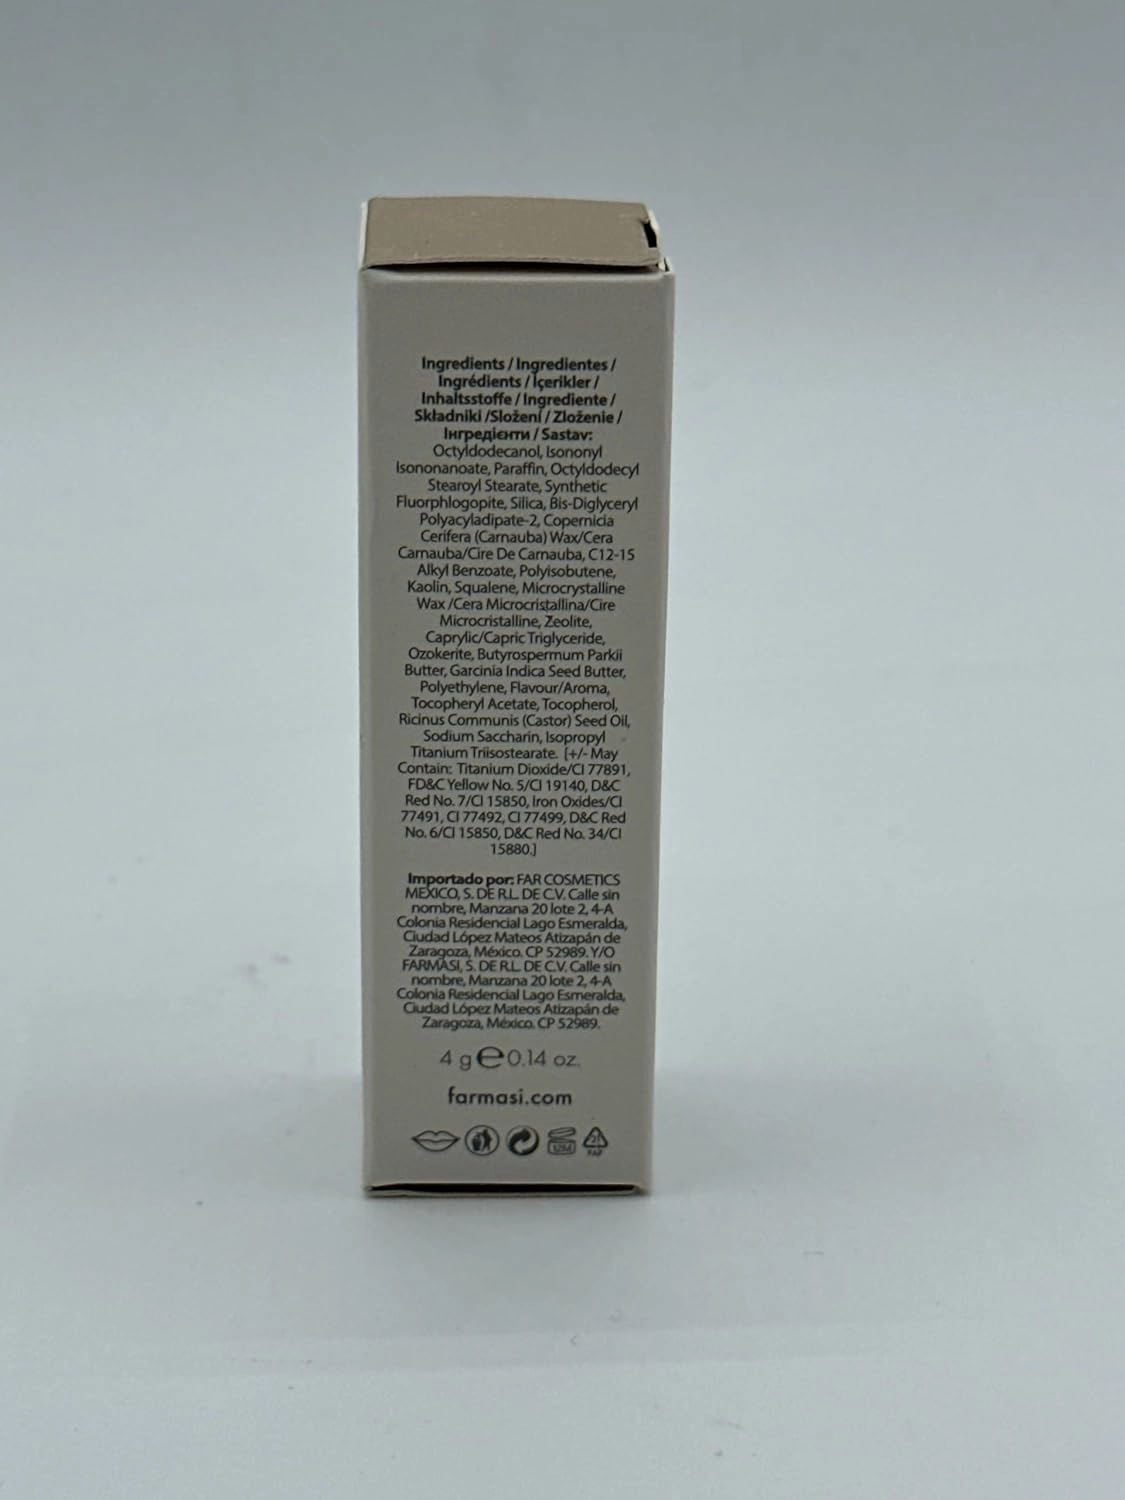 Ingredients / Ingredientes /
Ingrédients / İçerikler /
Inhaltsstoffe / Ingrediente /
Składniki /Složení / Zloženie /
Інгредієнти / Sastav:
Octyldodecanol, Isononyl
Isononanoate, Paraffin, Octyldodecyl
Stearoyl Stearate, Synthetic
Fluorphlogopite, Silica, Bis-Diglyceryl
Polyacyladipate-2, Copernicia
Cerifera (Carnauba) Wax/Cera
Carnauba/Cire De Carnauba, C12-15
Alkyl Benzoate, Polyisobutene,
Kaolin, Squalene, Microcrystalline
Wax /Cera Microcristallina/Cire
Microcristalline, Zeolite,
Caprylic/Capric Triglyceride,
Ozokerite, Butyrospermum Parkii
Butter, Garcinia Indica Seed Butter,
Polyethylene, Flavour/Aroma,
Tocopheryl Acetate, Tocopherol,
Ricinus Communis (Castor) Seed Oil,
Sodium Saccharin, Isopropyl
Titanium Triisostearate. [+/- May
Contain: Titanium Dioxide/CI 77891,
FD&C Yellow No. 5/CI 19140, D&C
Red No. 7/CI 15850, Iron Oxides/CI
77491, CI 77492, CI 77499, D&C Red
No. 6/CI 15850, D&C Red No. 34/CI
15880.]
Importado por: FAR COSMETICS
MEXICO, S. DE R.L. DE C.V. Calle sin
nombre, Manzana 20 lote 2, 4-A
Colonia Residencial Lago Esmeralda,
Ciudad López Mateos Atizapán de
Zaragoza, México. CP 52989. Y/O
FARMASİ, S. DE R.L. DE C.V. Calle sin
nombre, Manzana 20 lote 2, 4-A
Colonia Residencial Lago Esmeralda,
Ciudad López Mateos Atizapán de
Zaragoza, México. CP 52989.
4 g e 0.14 oz.
farmasi.com
12M 21
PAP